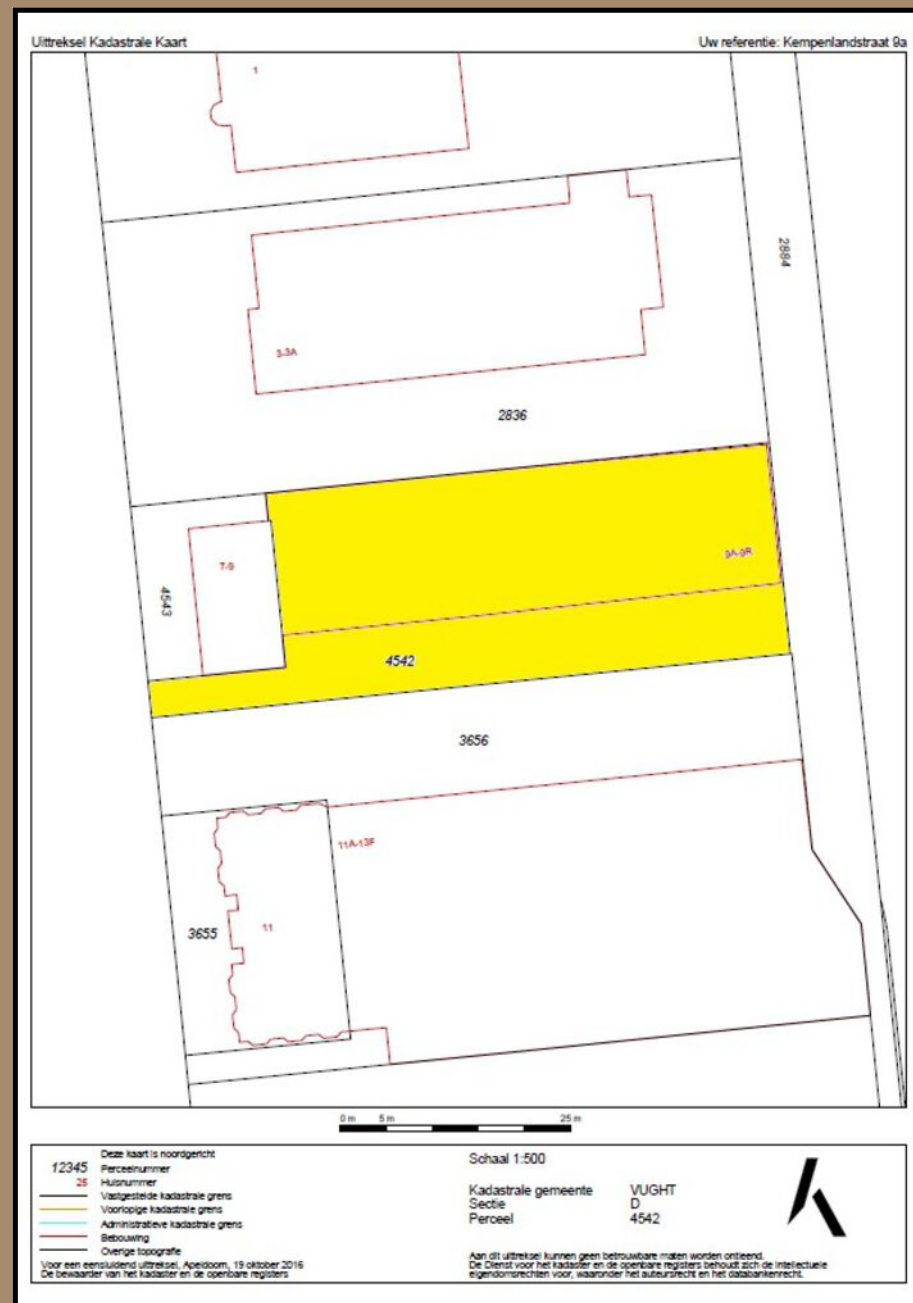 Uittreksel Kadastrale Kaart
Uw referentie: Kempenlandstraat 9a
1
2884
3-3A
2836
9A-9R
7-9
4543
4542
3656
11A-13F
3655
11
0 m 5 m 25 m
Deze kaart is noordgericht
12345 Perceelnummer
25 Huisnummer
Vastgestelde kadastrale grens
Voorlopige kadastrale grens
Administratieve kadastrale grens
Bebouwing
Overige topografie
Voor een eensluidend uittreksel, Apeldoorn, 19 oktober 2016
De bewaarder van het kadaster en de openbare registers
Schaal 1:500
Kadastrale gemeente VUGHT
Sectie D
Perceel 4542
Aan dit uittreksel kunnen geen betrouwbare maten worden ontleend.
De Dienst voor het kadaster en de openbare registers behoudt zich de intellectuele
eigendomsrechten voor, waaronder het auteursrecht en het databankenrecht.